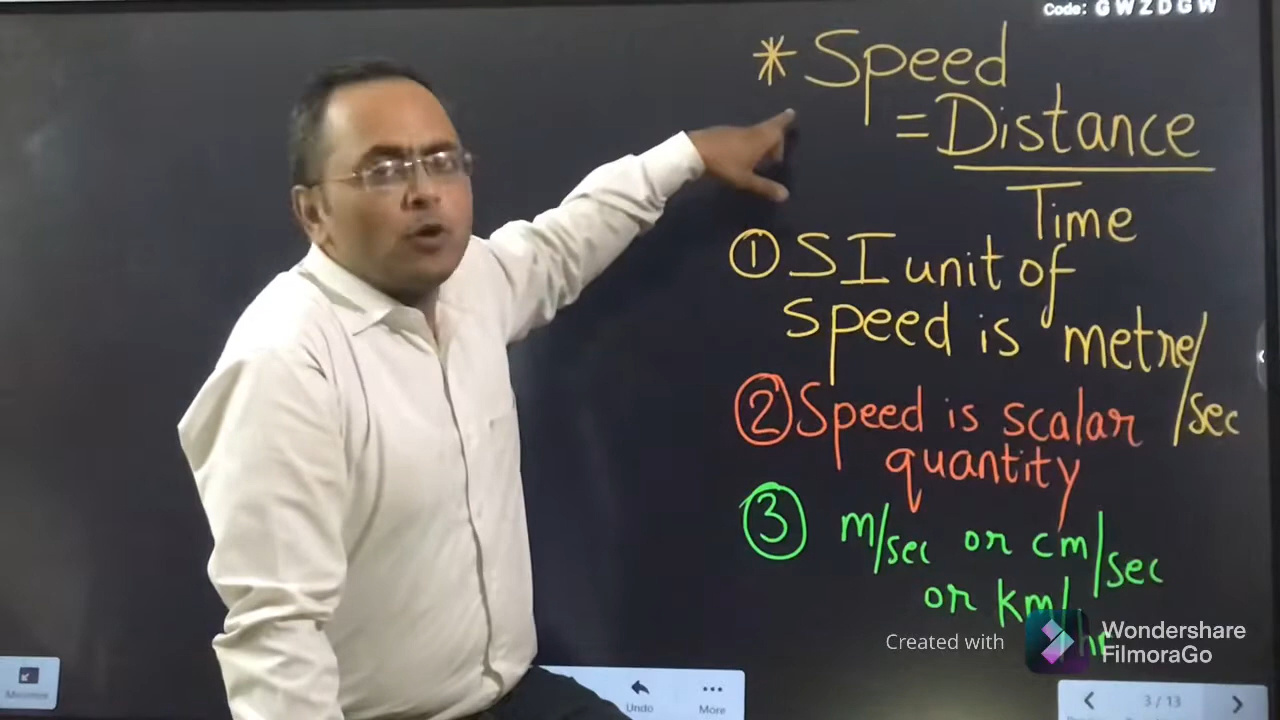 Code: GWZDGW
* Speed
= Distance
Time
① SI unit of
speed is metre/
/sec
② Speed is scalar
quantity
③ m/sec or cm/sec
or km/hr
Created with
Wondershare
FilmoraGo
Undo
More
3 / 13